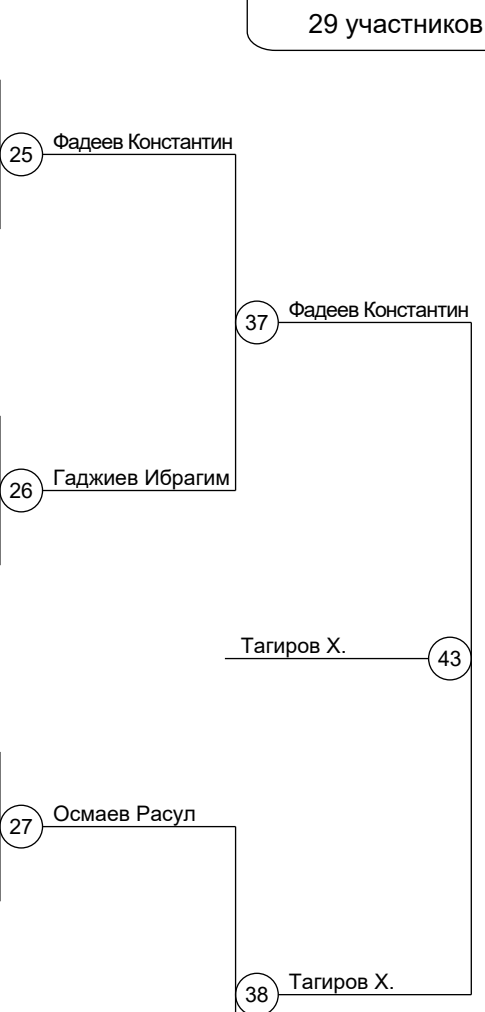 29 участников
25 Фадеев Константин
37 Фадеев Константин
26 Гаджиев Ибрагим
Тагиров Х. 43
27 Осмаев Расул
38 Тагиров Х.